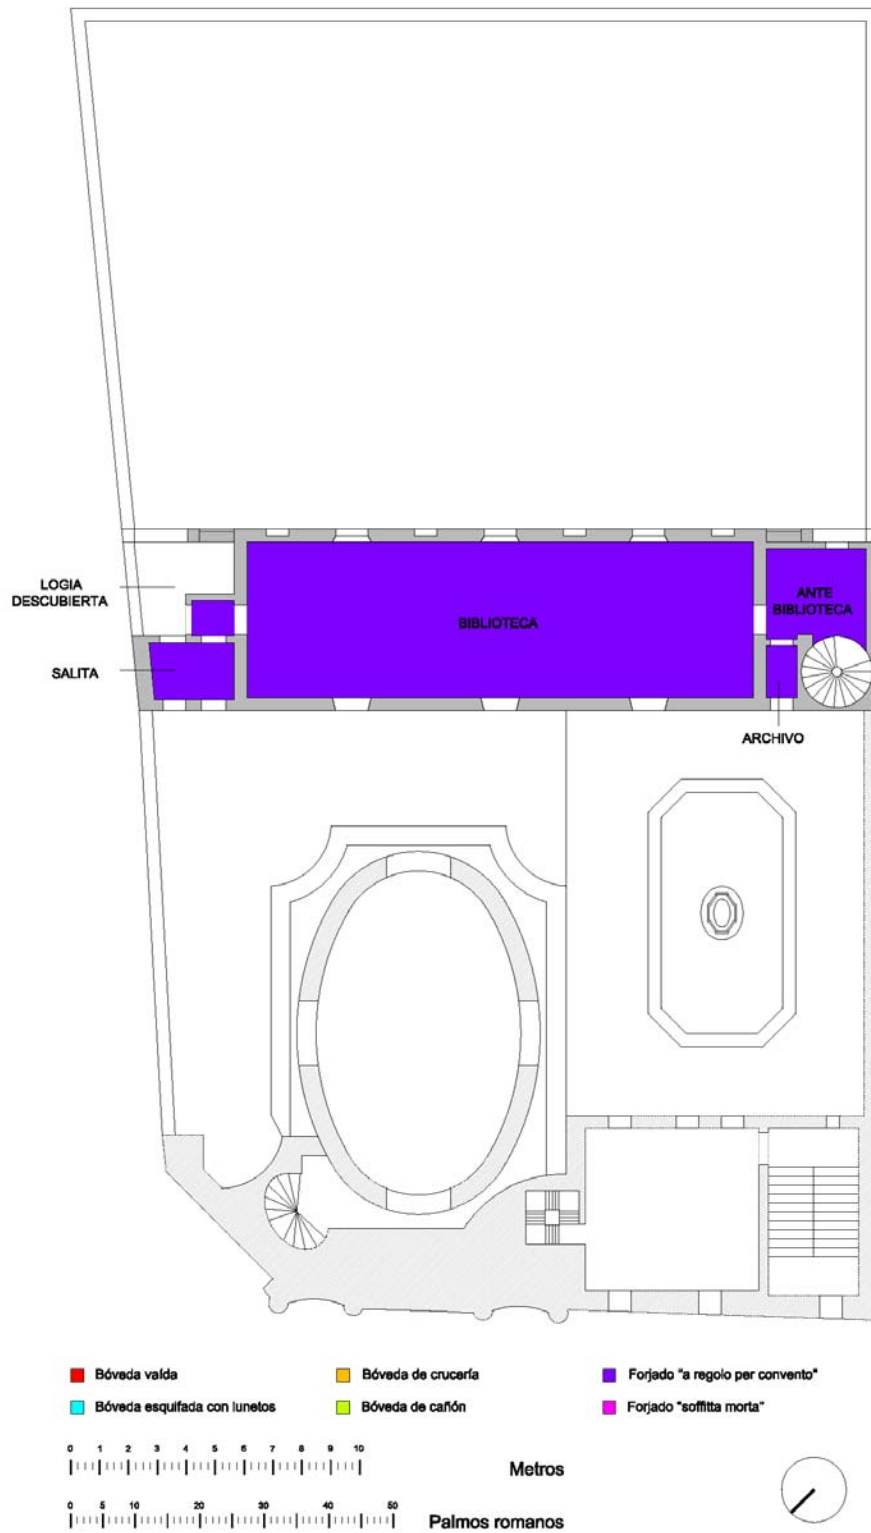 LOGIA
DESCUBIERTA
SALITA
BIBLIOTECA
ANTE
BIBLIOTECA
ARCHIVO
Bóveda vaída
Bóveda de crucería
Forjado "a regolo per convento"
Bóveda esquifada con lunetos
Bóveda de cañón
Forjado "soffitta morta"
0 1 2 3 4 5 6 7 8 9 10
Metros
0 5 10 20 30 40 50
Palmos romanos